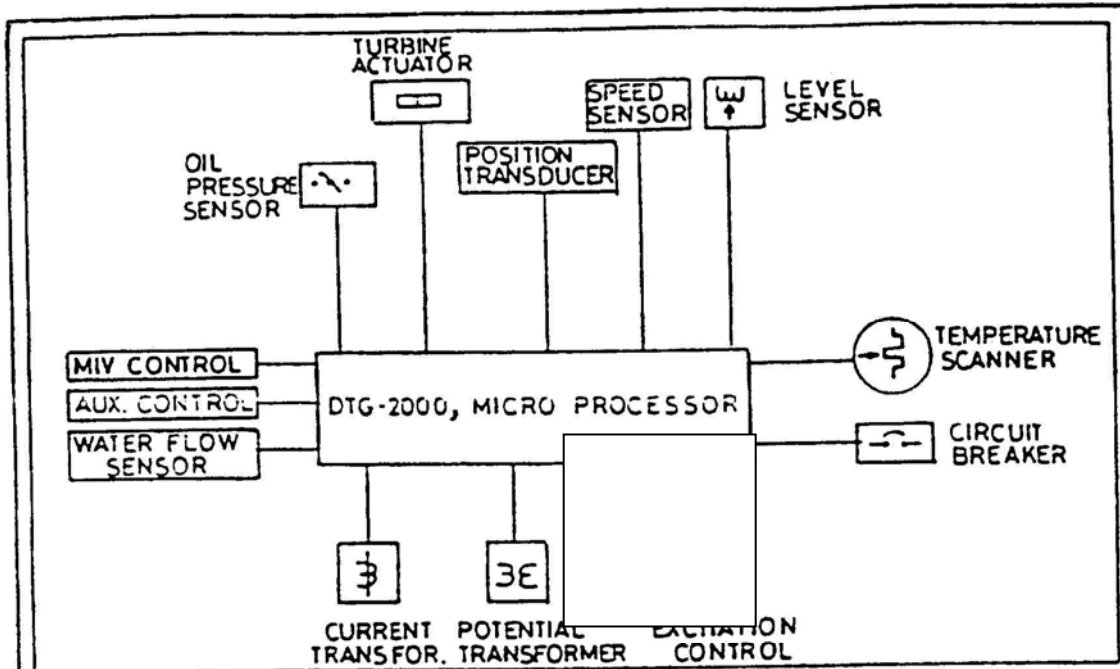 TURBINE
ACTUATOR
SPEED
SENSOR
LEVEL
SENSOR
OIL
PRESSURE
SENSOR
POSITION
TRANSDUCER
MIV CONTROL
AUX. CONTROL
WATER FLOW
SENSOR
DTG-2000, MICRO PROCESSOR
TEMPERATURE
SCANNER
CIRCUIT
BREAKER
CURRENT
TRANSFOR.
POTENTIAL
TRANSFORMER
EXCITATION
CONTROL